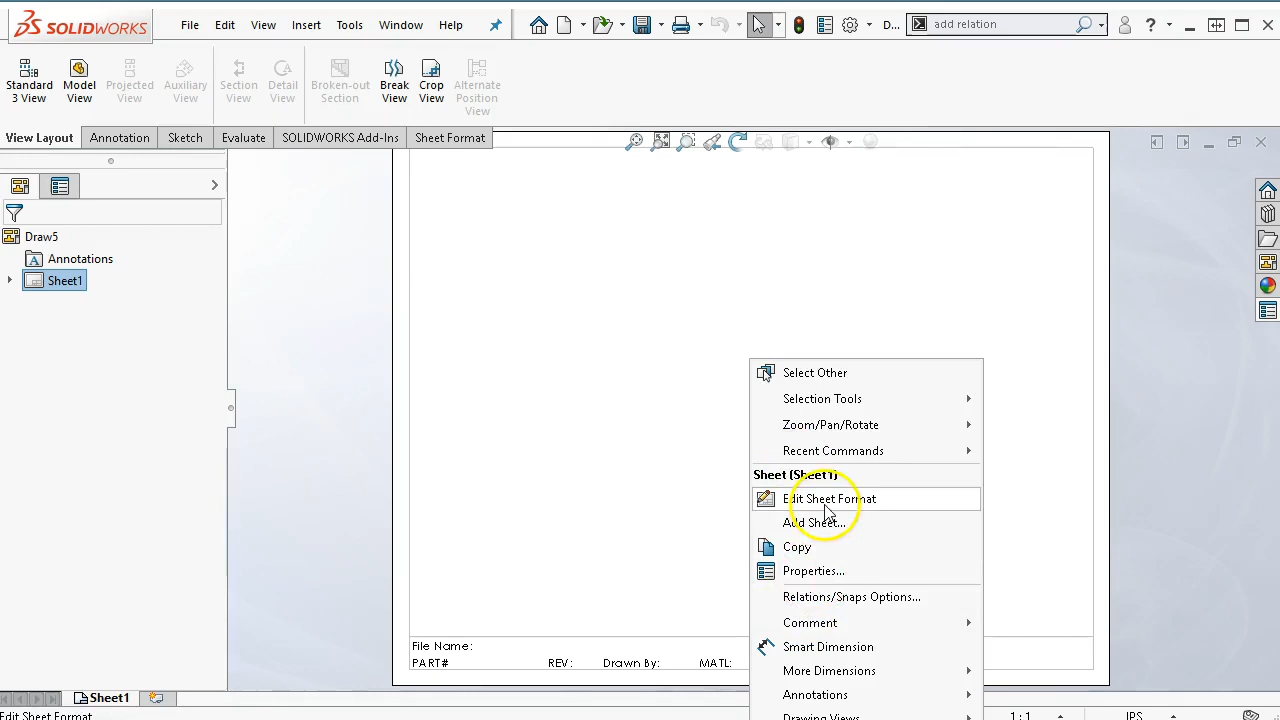 SOLIDWORKS File Edit View Insert Tools Window Help D... add relation
Standard 3 View
Model View
Projected View
Auxiliary View
Section View
Detail View
Broken-out Section
Break View
Crop View
Alternate Position View
View Layout Annotation Sketch Evaluate SOLIDWORKS Add-Ins Sheet Format
Draw5
Annotations
Sheet1
Select Other
Selection Tools
Zoom/Pan/Rotate
Recent Commands
Sheet (Sheet1)
Edit Sheet Format
Add Sheet...
Copy
Properties...
Relations/Snaps Options...
Comment
Smart Dimension
More Dimensions
Annotations
Drawing Views
File Name:
PART# REV: Drawn By: MATL:
Sheet1
Edit Sheet Format 1:1 IPS